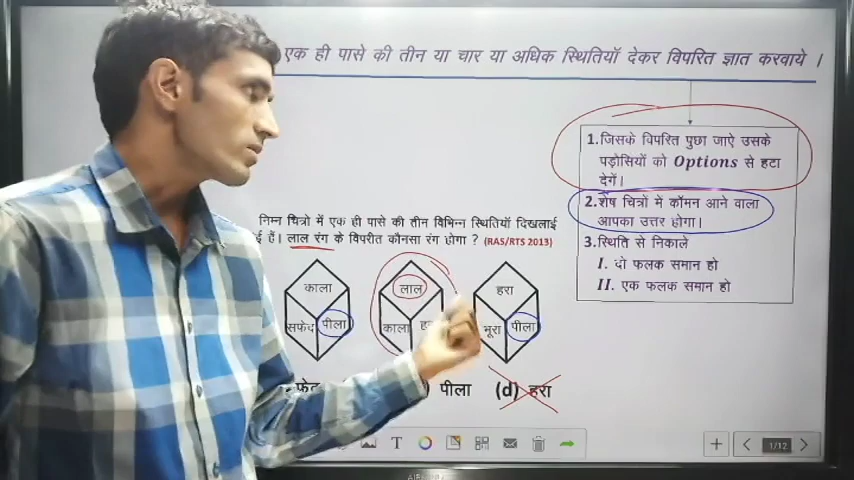 एक ही पासे की तीन या चार या अधिक स्थितियाँ देकर विपरित ज्ञात करवाये ।
1.जिसके विपरित पुछा जाऐ उसके
पड़ोसियों को Options से हटा
देगें।
2.शेष चित्रो मे कॉमन आने वाला
आपका उत्तर होगा।
3.स्थिति से निकाले
I. दो फलक समान हो
II. एक फलक समान हो
निम्न चित्रो में एक ही पासे की तीन विभिन्न स्थितियाँ दिखलाई
हैं। लाल रंग के विपरीत कौनसा रंग होगा ? (RAS/RTS 2013)
काला
सफेद पीला
लाल
काला
हरा
भूरा पीला
पीला (d) हरा
T
1/12